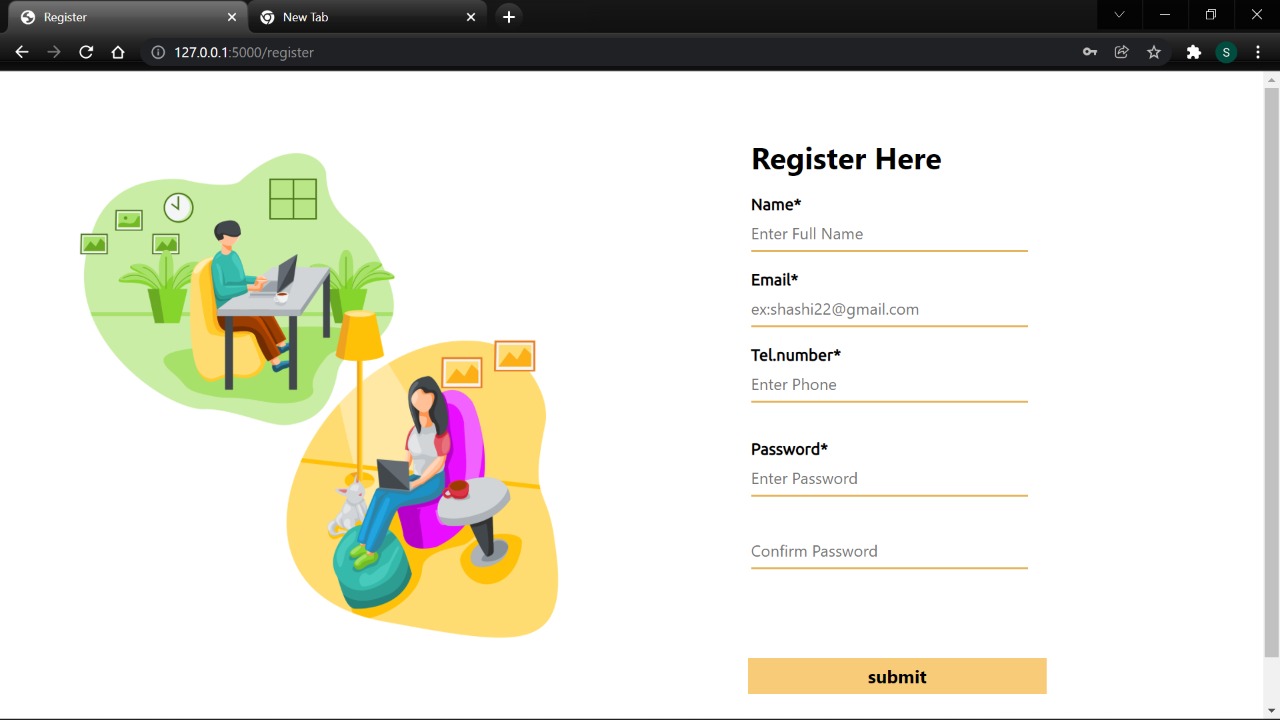 Register
New Tab
127.0.0.1:5000/register
S
Register Here
Name*
Enter Full Name
Email*
ex:shashi22@gmail.com
Tel.number*
Enter Phone
Password*
Enter Password
Confirm Password
submit